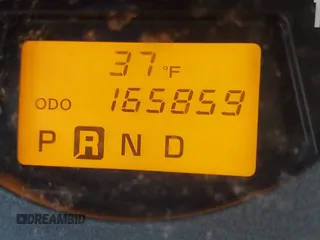 37°F
ODO 165859
P R N D
DREAMBID